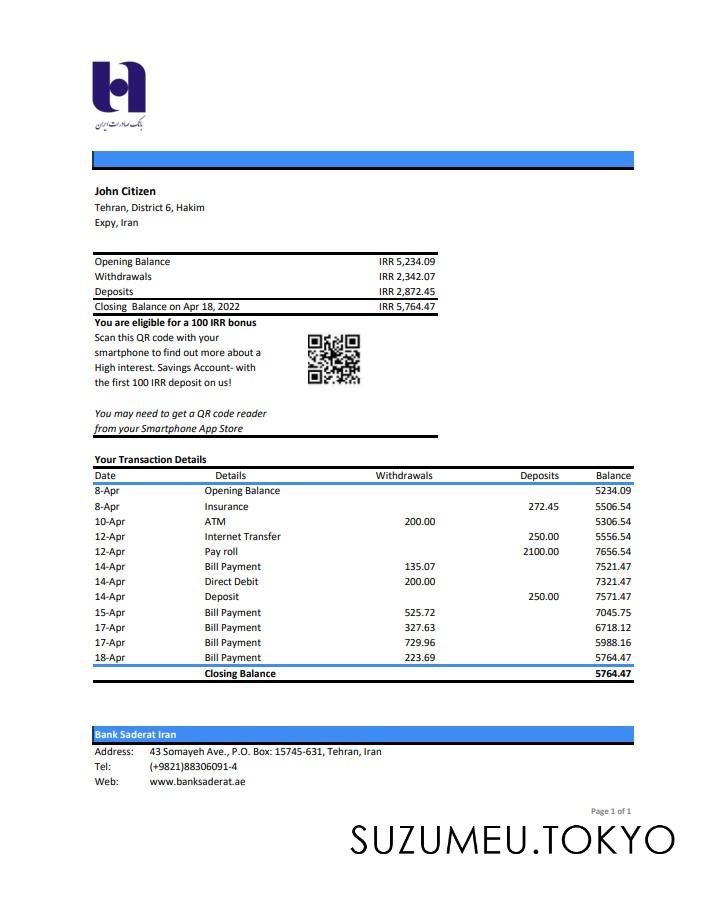 بانک صادرات ایران
John Citizen
Tehran, District 6, Hakim
Expy, Iran
Opening Balance IRR 5,234.09
Withdrawals IRR 2,342.07
Deposits IRR 2,872.45
Closing Balance on Apr 18, 2022 IRR 5,764.47
You are eligible for a 100 IRR bonus
Scan this QR code with your
smartphone to find out more about a
High interest. Savings Account- with
the first 100 IRR deposit on us!
You may need to get a QR code reader
from your Smartphone App Store
Your Transaction Details
Date Details Withdrawals Deposits Balance
8-Apr Opening Balance 5234.09
8-Apr Insurance 272.45 5506.54
10-Apr ATM 200.00 5306.54
12-Apr Internet Transfer 250.00 5556.54
12-Apr Pay roll 2100.00 7656.54
14-Apr Bill Payment 135.07 7521.47
14-Apr Direct Debit 200.00 7321.47
14-Apr Deposit 250.00 7571.47
15-Apr Bill Payment 525.72 7045.75
17-Apr Bill Payment 327.63 6718.12
17-Apr Bill Payment 729.96 5988.16
18-Apr Bill Payment 223.69 5764.47
Closing Balance 5764.47
Bank Saderat Iran
Address: 43 Somayeh Ave., P.O. Box: 15745-631, Tehran, Iran
Tel: (+9821)88306091-4
Web: www.banksaderat.ae
Page 1 of 1
SUZUMEU.TOKYO